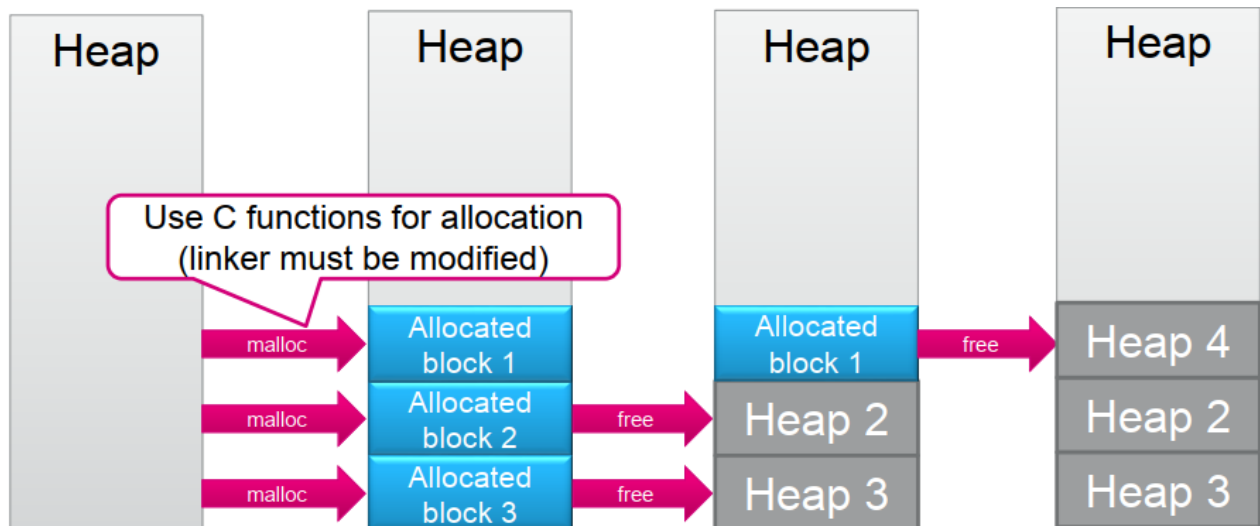 Heap
Heap
Heap
Heap
Use C functions for allocation
(linker must be modified)
malloc
Allocated
block 1
Allocated
block 1
free
Heap 4
malloc
Allocated
block 2
free
Heap 2
Heap 2
malloc
Allocated
block 3
free
Heap 3
Heap 3